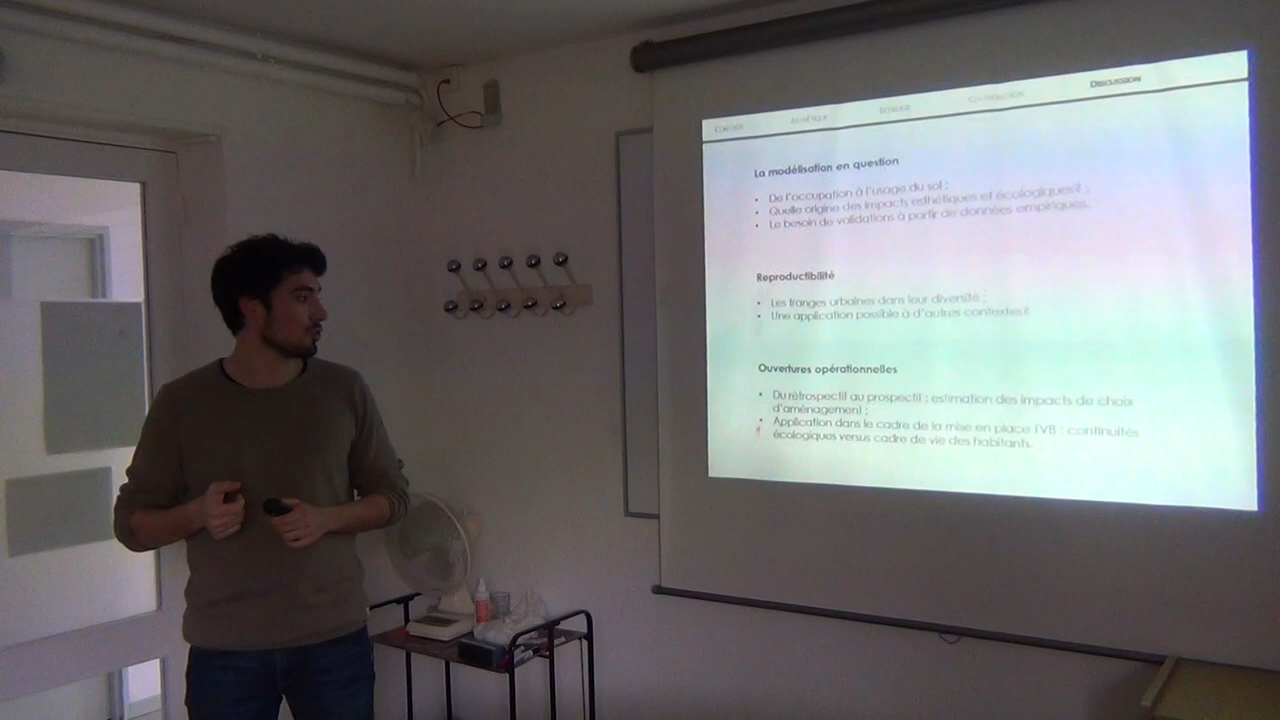 ESTHÉTIQUE
ÉCOLOGIE
DISCUSSION
La modélisation en question
• De l'occupation à l'usage du sol ;
• Quelle origine des impacts esthétiques et écologiques ? ;
• Le besoin de validations à partir de données empiriques.
Reproductibilité
• Les franges urbaines dans leur diversité ;
• Une application possible à d'autres contextes ?
Ouvertures opérationnelles
• Du rétrospectif au prospectif : estimation des impacts de choix
d'aménagement ;
• Application dans le cadre de la mise en place TVB : continuités
écologiques versus cadre de vie des habitants.